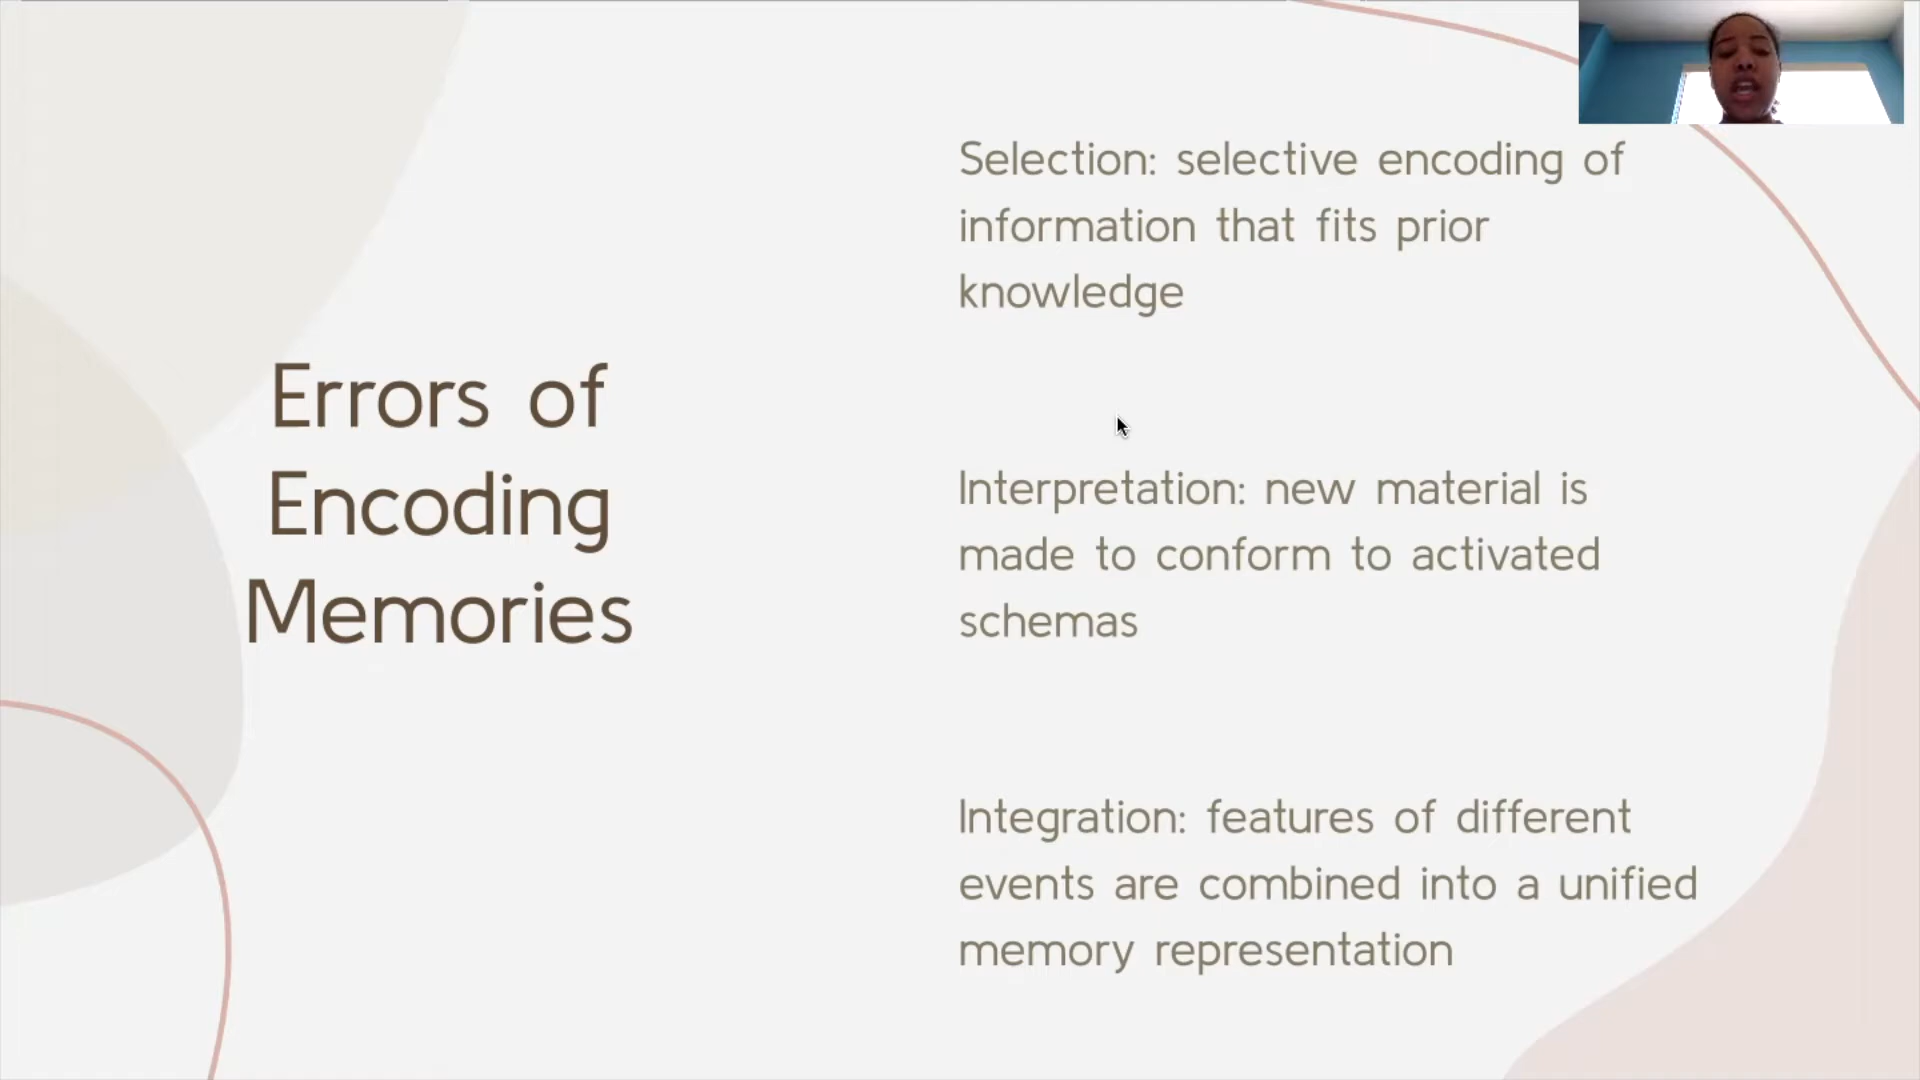 Errors of
Encoding
Memories
Selection: selective encoding of
information that fits prior
knowledge
Interpretation: new material is
made to conform to activated
schemas
Integration: features of different
events are combined into a unified
memory representation